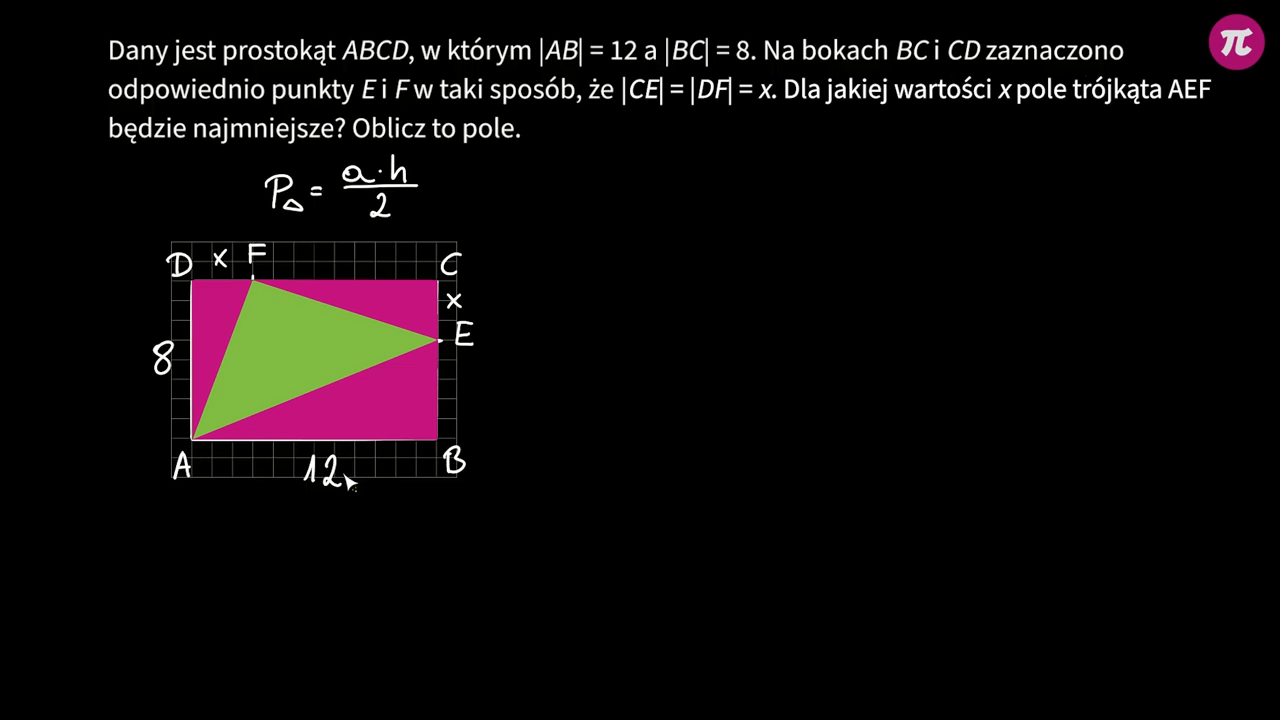 Dany jest prostokąt ABCD, w którym |AB| = 12 a |BC| = 8. Na bokach BC i CD zaznaczono
odpowiednio punkty E i F w taki sposób, że |CE| = |DF| = x. Dla jakiej wartości x pole trójkąta AEF
będzie najmniejsze? Oblicz to pole.
P△ = a·h / 2
D x F C
x
E
8
A 12 B
π